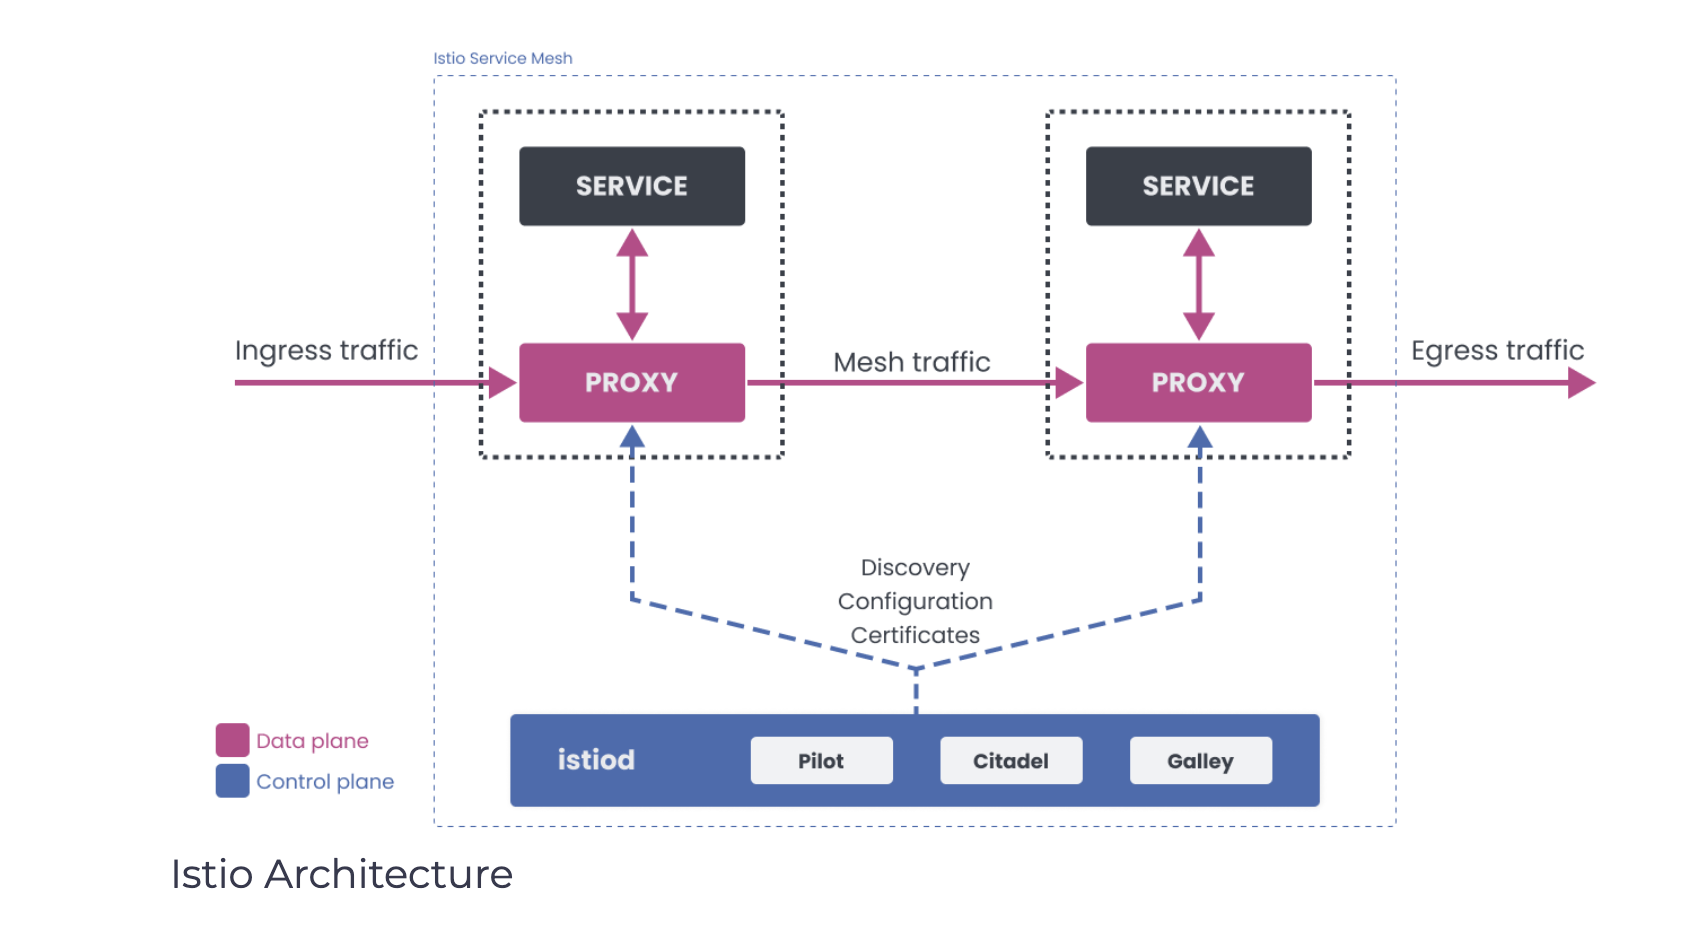 Istio Service Mesh
SERVICE
SERVICE
Ingress traffic
PROXY
Mesh traffic
PROXY
Egress traffic
Discovery
Configuration
Certificates
Data plane
Control plane
istiod
Pilot
Citadel
Galley
Istio Architecture